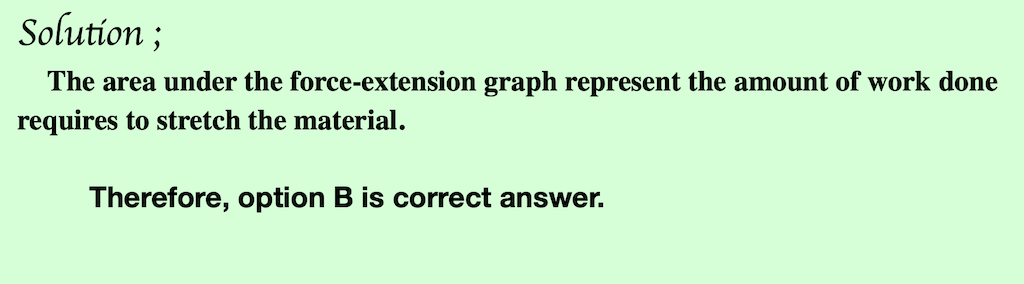 Solution ;
The area under the force-extension graph represent the amount of work done
requires to stretch the material.
Therefore, option B is correct answer.